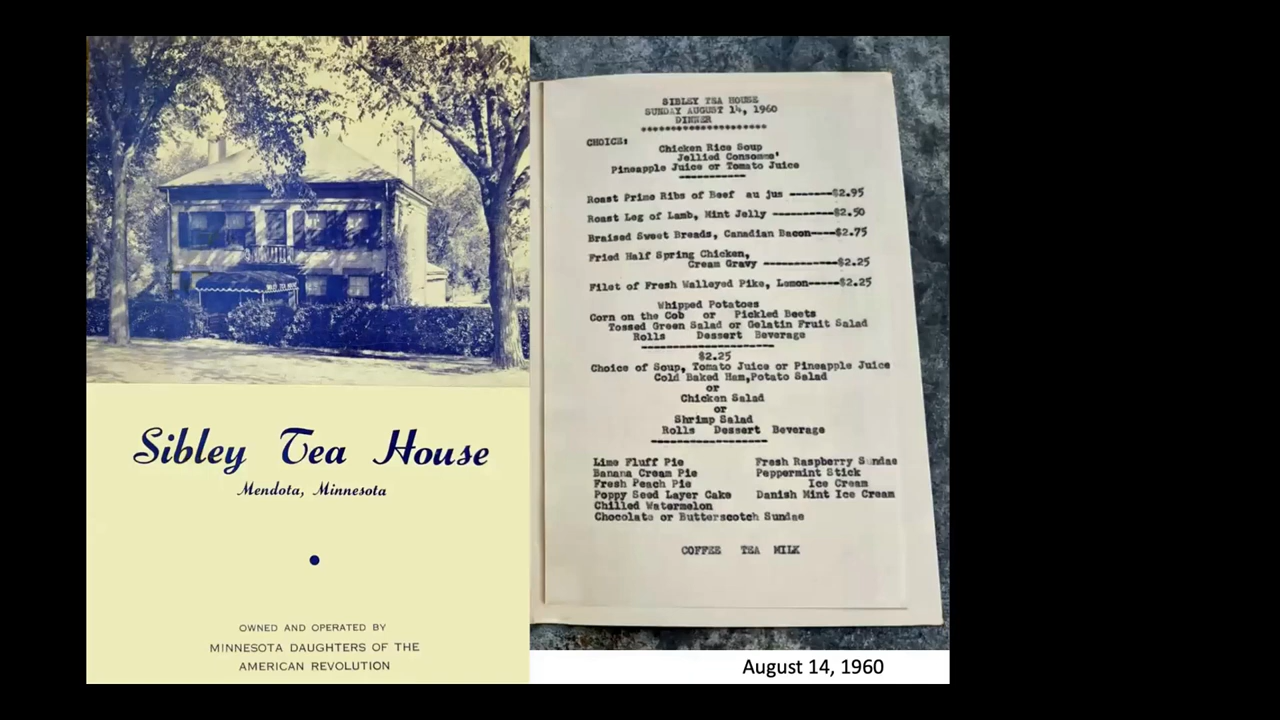 SIBLEY TEA HOUSE
Sibley Tea House
Mendota, Minnesota
OWNED AND OPERATED BY
MINNESOTA DAUGHTERS OF THE
AMERICAN REVOLUTION
SIBLEY TEA HOUSE
SUNDAY AUGUST 14, 1960
DINNER
********************
CHOICE:
Chicken Rice Soup
Jellied Consomme'
Pineapple Juice or Tomato Juice
-----------
Roast Prime Ribs of Beef au jus -------$2.95
Roast Leg of Lamb, Mint Jelly ----------$2.50
Braised Sweet Breads, Canadian Bacon----$2.75
Fried Half Spring Chicken,
Cream Gravy ------------$2.25
Filet of Fresh Walleyed Pike, Lemon-----$2.25
Whipped Potatoes
Corn on the Cob or Pickled Beets
Tossed Green Salad or Gelatin Fruit Salad
Rolls Dessert Beverage
--------------------
$2.25
Choice of Soup, Tomato Juice or Pineapple Juice
Cold Baked Ham,Potato Salad
or
Chicken Salad
or
Shrimp Salad
Rolls Dessert Beverage
------------------
Lime Fluff Pie Fresh Raspberry Sundae
Banana Cream Pie Peppermint Stick
Fresh Peach Pie Ice Cream
Poppy Seed Layer Cake Danish Mint Ice Cream
Chilled Watermelon
Chocolate or Butterscotch Sundae
COFFEE TEA MILK
August 14, 1960